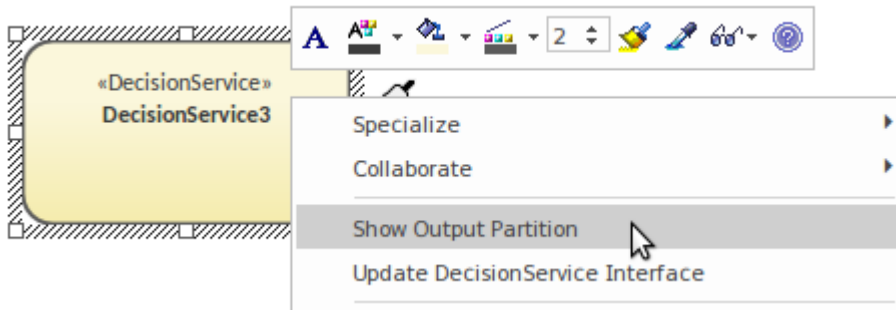 «DecisionService»
DecisionService3
A
A
2
Specialize
Collaborate
Show Output Partition
Update DecisionService Interface